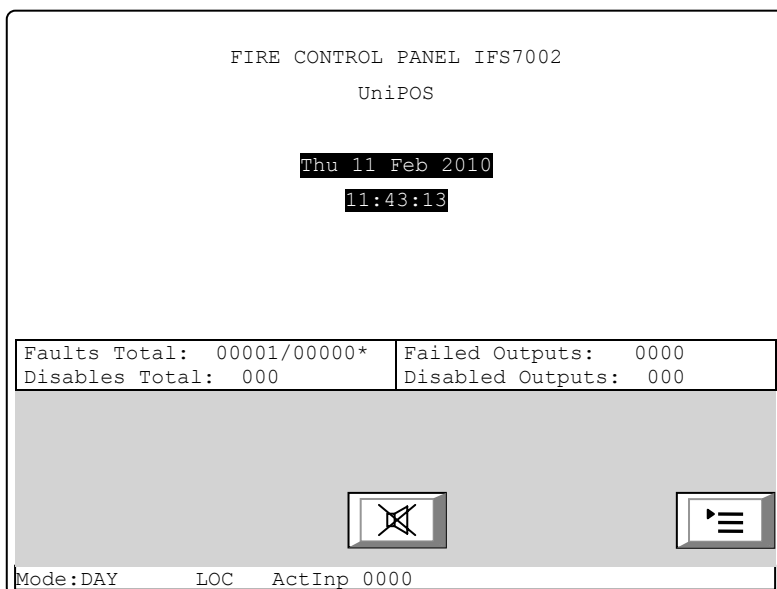 FIRE CONTROL PANEL IFS7002
UniPOS
Thu 11 Feb 2010
11:43:13
Faults Total: 00001/00000* Failed Outputs: 0000
Disables Total: 000 Disabled Outputs: 000
Mode:DAY LOC ActInp 0000